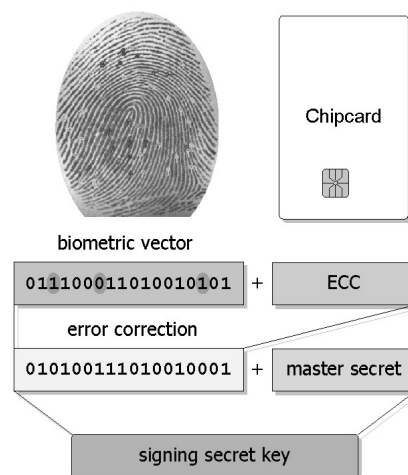 Chipcard
biometric vector
011100011010010101 + ECC
error correction
010100111010010001 + master secret
signing secret key